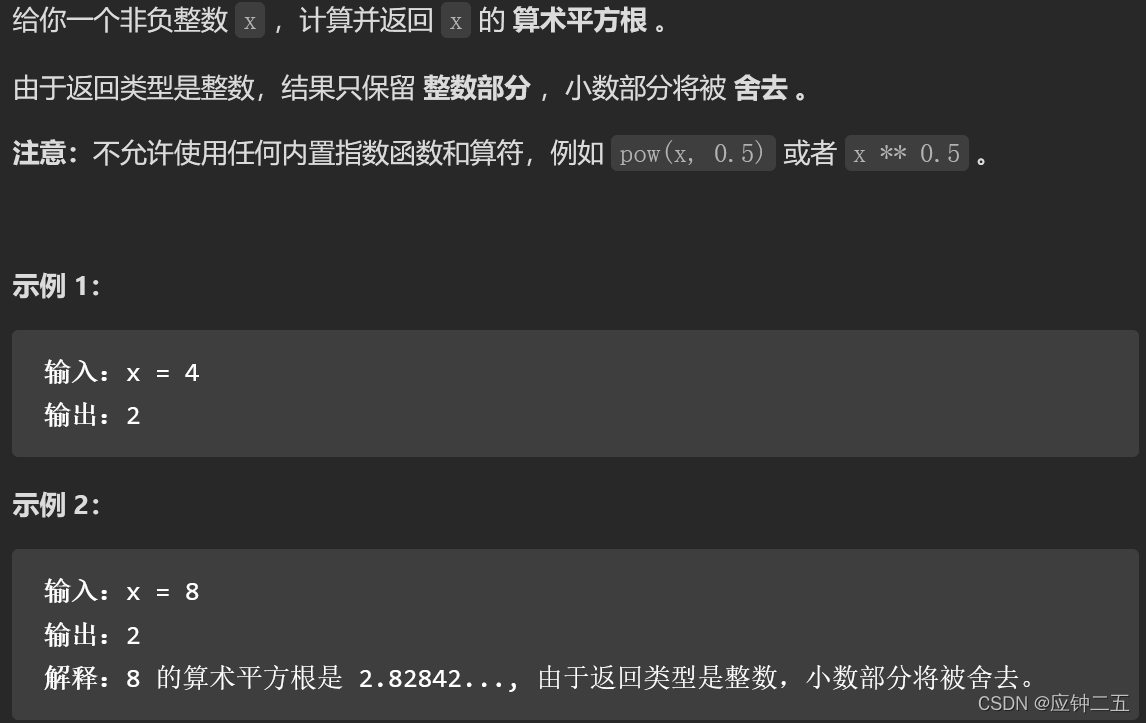 给你一个非负整数 x ，计算并返回 x 的 算术平方根 。
由于返回类型是整数，结果只保留 整数部分 ，小数部分将被 舍去 。
注意：不允许使用任何内置指数函数和算符，例如 pow(x, 0.5) 或者 x ** 0.5 。
示例 1：
输入：x = 4
输出：2
示例 2：
输入：x = 8
输出：2
解释：8 的算术平方根是 2.82842..., 由于返回类型是整数，小数部分将被舍去。
CSDN @应钟二五